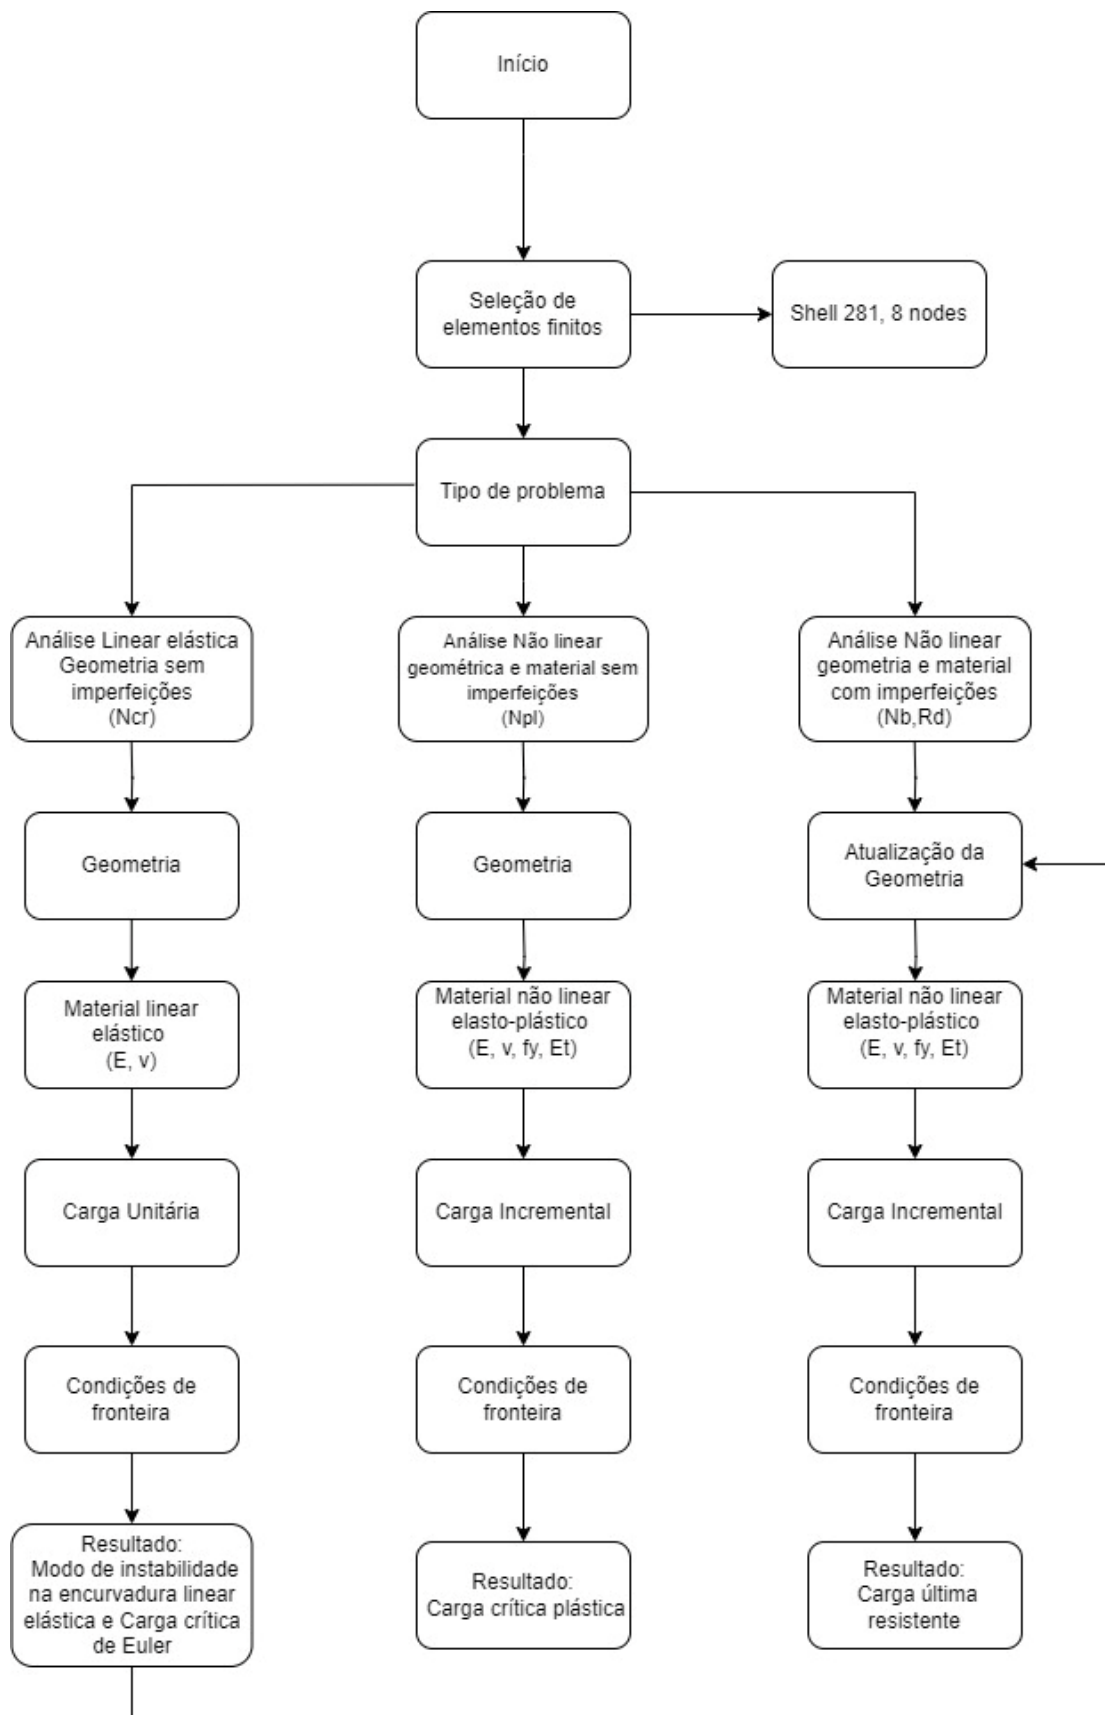 Início
Seleção de
elementos finitos
Shell 281, 8 nodes
Tipo de problema
Análise Linear elástica
Geometria sem
imperfeições
(Ncr)
Análise Não linear
geométrica e material sem
imperfeições
(Npl)
Análise Não linear
geometria e material
com imperfeições
(Nb,Rd)
Geometria
Geometria
Atualização da
Geometria
Material linear
elástico
(E, v)
Material não linear
elasto-plástico
(E, v, fy, Et)
Material não linear
elasto-plástico
(E, v, fy, Et)
Carga Unitária
Carga Incremental
Carga Incremental
Condições de
fronteira
Condições de
fronteira
Condições de
fronteira
Resultado:
Modo de instabilidade
na encurvadura linear
elástica e Carga crítica
de Euler
Resultado:
Carga crítica plástica
Resultado:
Carga última
resistente